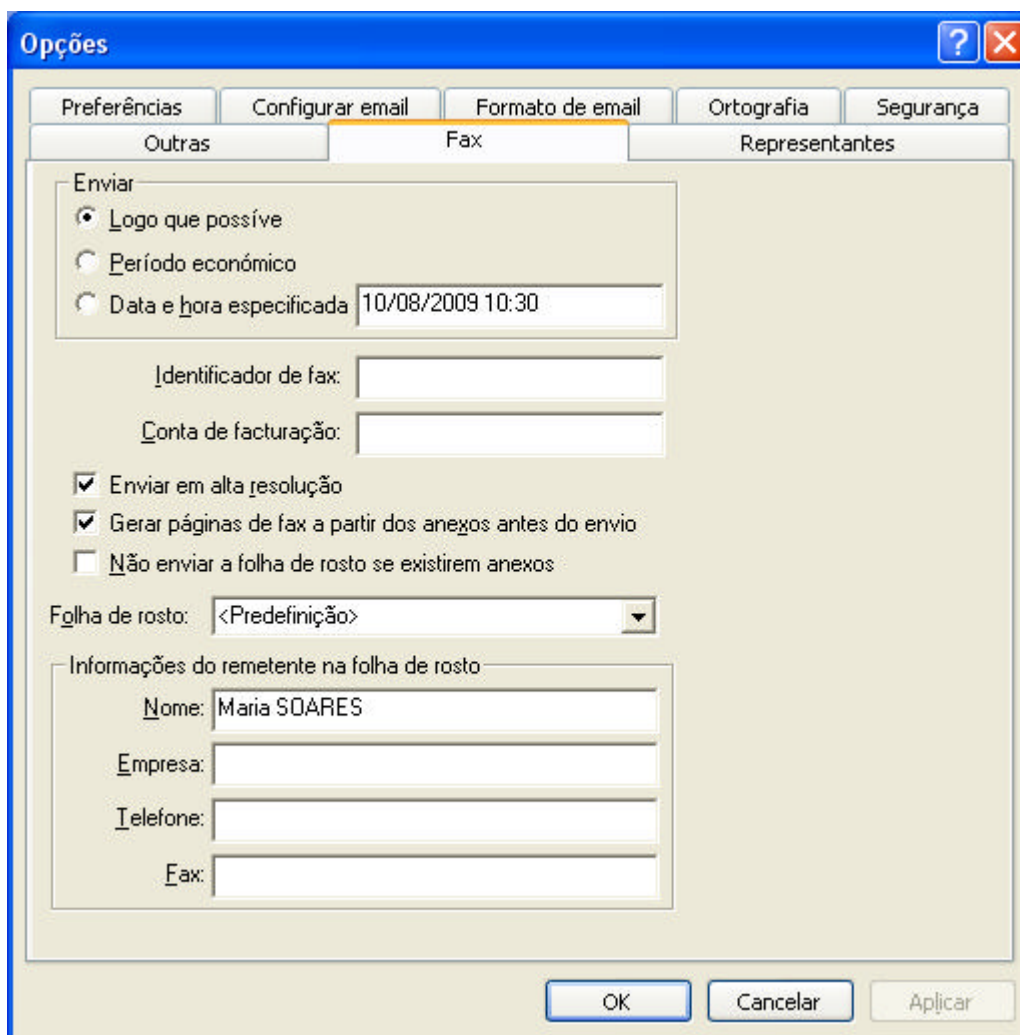 Opções
?
Preferências Configurar email Formato de email Ortografia Segurança
Outras Fax Representantes
Enviar
Logo que possíve
Período económico
Data e hora especificada 10/08/2009 10:30
Identificador de fax:
Conta de facturação:
Enviar em alta resolução
Gerar páginas de fax a partir dos anexos antes do envio
Não enviar a folha de rosto se existirem anexos
Folha de rosto: <Predefinição>
Informações do remetente na folha de rosto
Nome: Maria SOARES
Empresa:
Telefone:
Fax:
OK Cancelar Aplicar